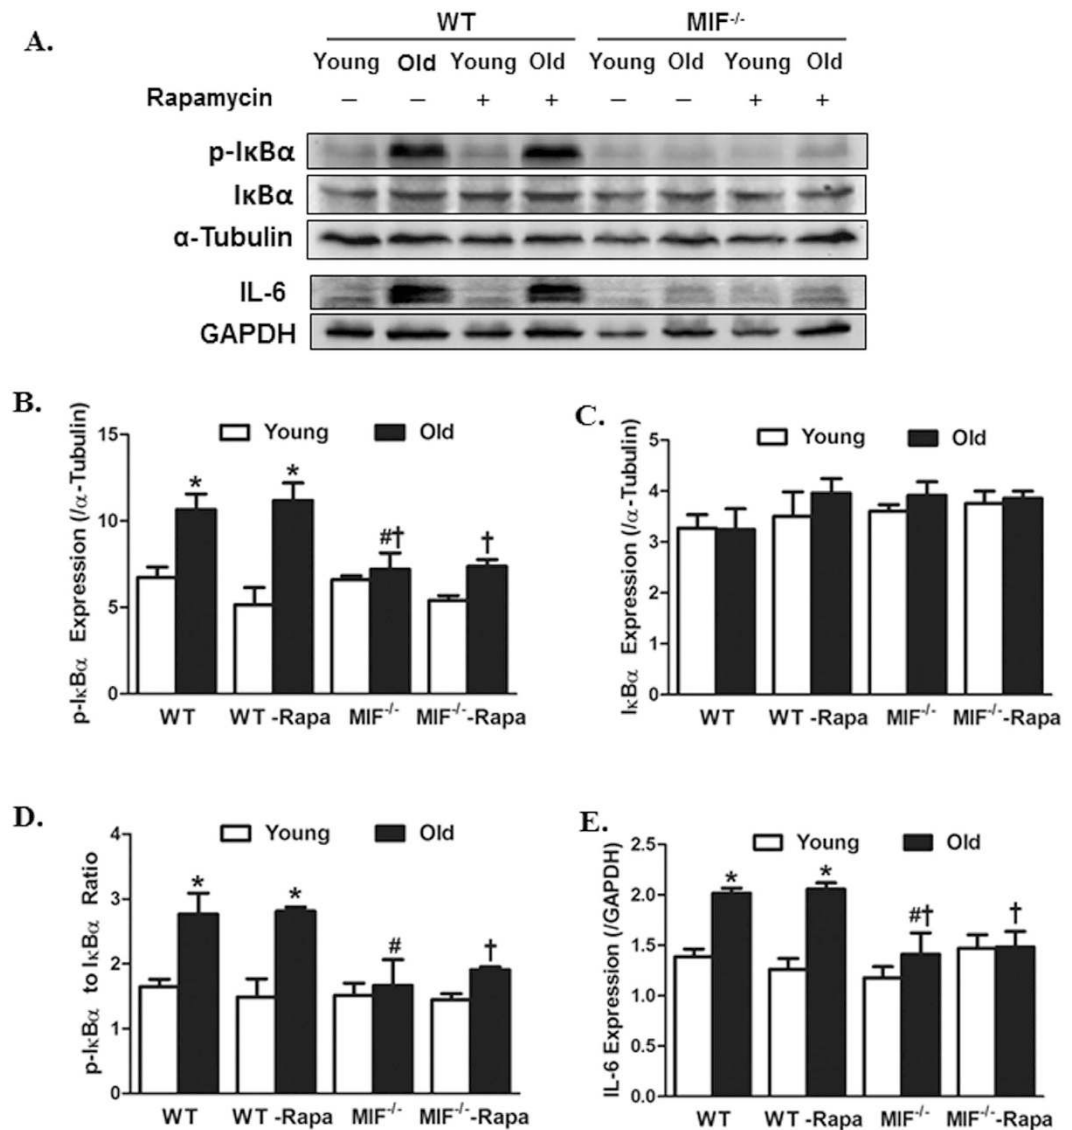 A.
WT MIF-/-
Young Old Young Old Young Old Young Old
Rapamycin – – + + – – + +
p-IκBα
IκBα
α-Tubulin
IL-6
GAPDH
B.
Young Old
p-IκBα Expression (/α-Tubulin)
15
10
5
0
* * #† †
WT WT -Rapa MIF-/- MIF-/--Rapa
C.
Young Old
IκBα Expression (/α-Tubulin)
5
4
3
2
1
0
WT WT -Rapa MIF-/- MIF-/--Rapa
D.
Young Old
p-IκBα to IκBα Ratio
4
3
2
1
0
* * # †
WT WT -Rapa MIF-/- MIF-/--Rapa
E.
Young Old
IL-6 Expression (/GAPDH)
2.5
2.0
1.5
1.0
0.5
0.0
* * #† †
WT WT -Rapa MIF-/- MIF-/--Rapa